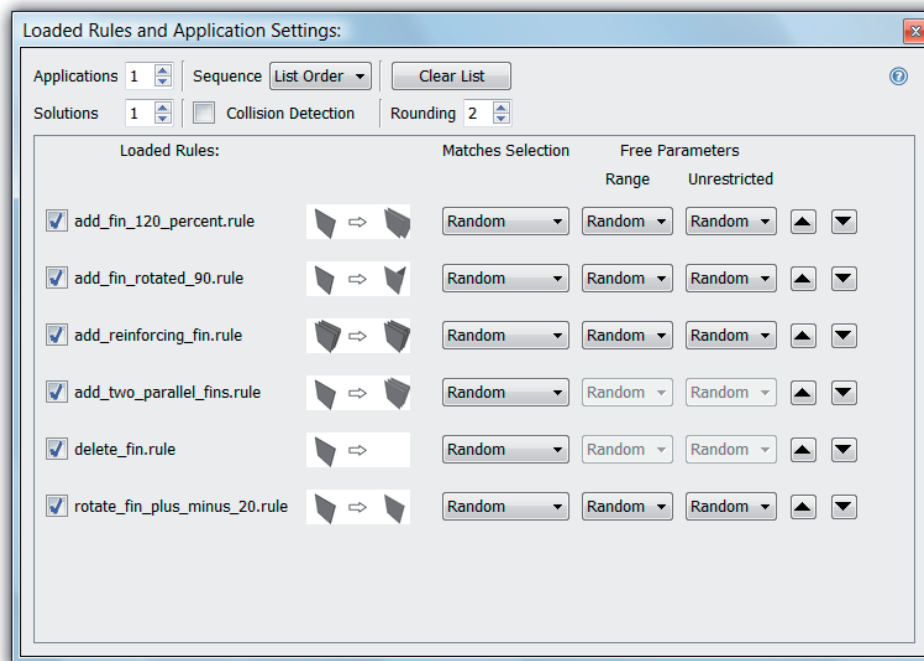 Loaded Rules and Application Settings:
Applications 1 Sequence List Order Clear List
Solutions 1 Collision Detection Rounding 2
Loaded Rules: Matches Selection Free Parameters
Range Unrestricted
add_fin_120_percent.rule Random Random Random
add_fin_rotated_90.rule Random Random Random
add_reinforcing_fin.rule Random Random Random
add_two_parallel_fins.rule Random Random Random
delete_fin.rule Random Random Random
rotate_fin_plus_minus_20.rule Random Random Random